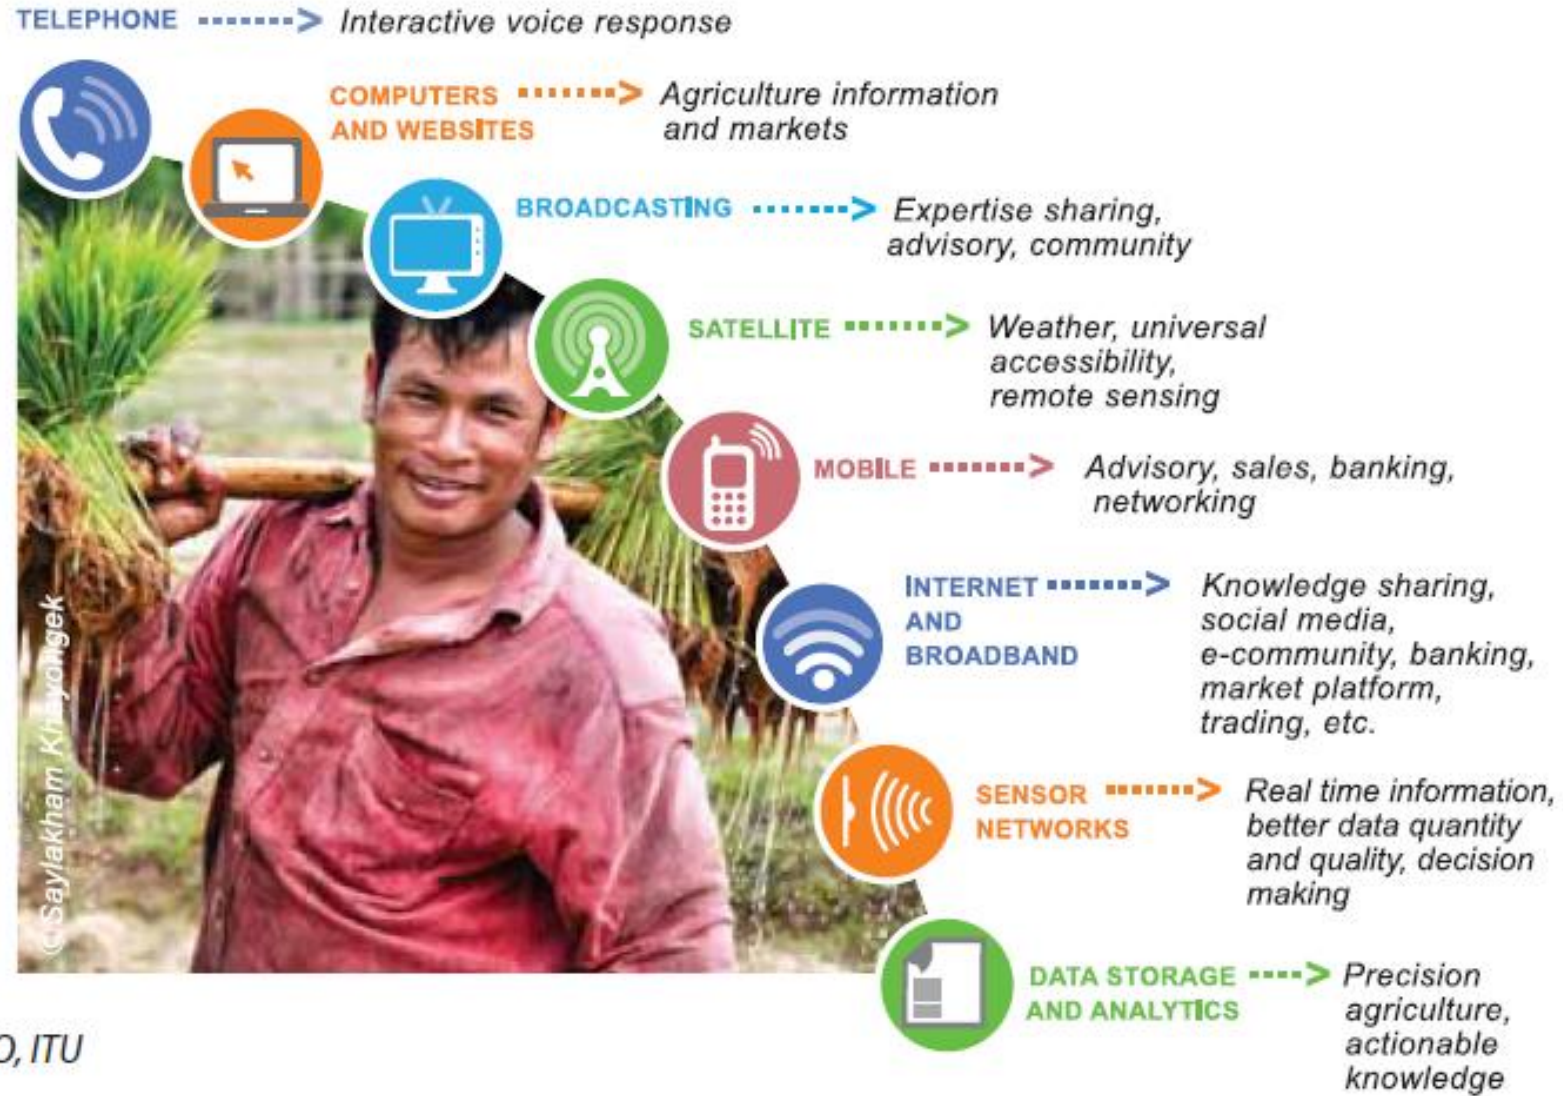 TELEPHONE -------> Interactive voice response
COMPUTERS -------> Agriculture information
AND WEBSITES and markets
BROADCASTING -------> Expertise sharing,
advisory, community
SATELLITE -------> Weather, universal
accessibility,
remote sensing
MOBILE -------> Advisory, sales, banking,
networking
INTERNET -------> Knowledge sharing,
AND social media,
BROADBAND e-community, banking,
market platform,
trading, etc.
SENSOR -------> Real time information,
NETWORKS better data quantity
and quality, decision
making
DATA STORAGE ----> Precision
AND ANALYTICS agriculture,
actionable
knowledge
© Saylakham
, ITU